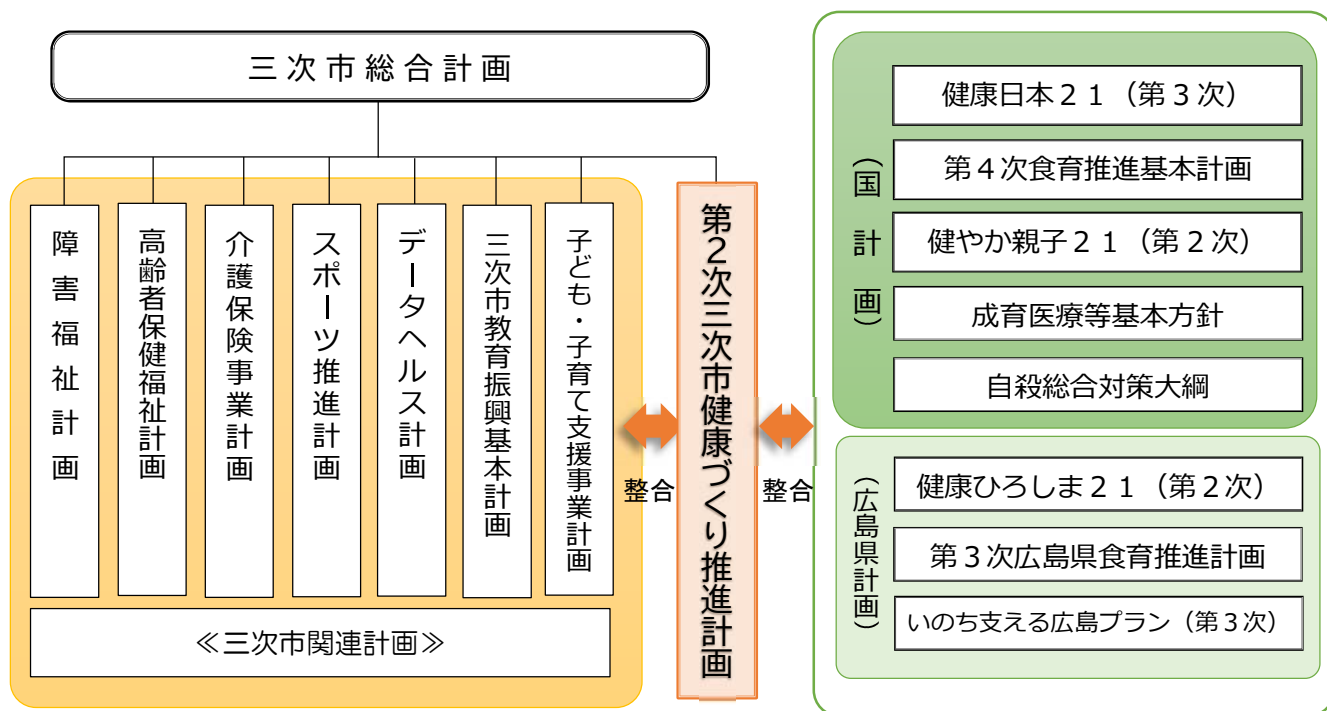 三次市総合計画
障害福祉計画
高齢者保健福祉計画
介護保険事業計画
スポーツ推進計画
データヘルス計画
三次市教育振興基本計画
子ども・子育て支援事業計画
≪三次市関連計画≫
整合
第２次三次市健康づくり推進計画
整合
（国計画）
健康日本２１（第３次）
第４次食育推進基本計画
健やか親子２１（第２次）
成育医療等基本方針
自殺総合対策大綱
（広島県計画）
健康ひろしま２１（第２次）
第３次広島県食育推進計画
いのち支える広島プラン（第３次）